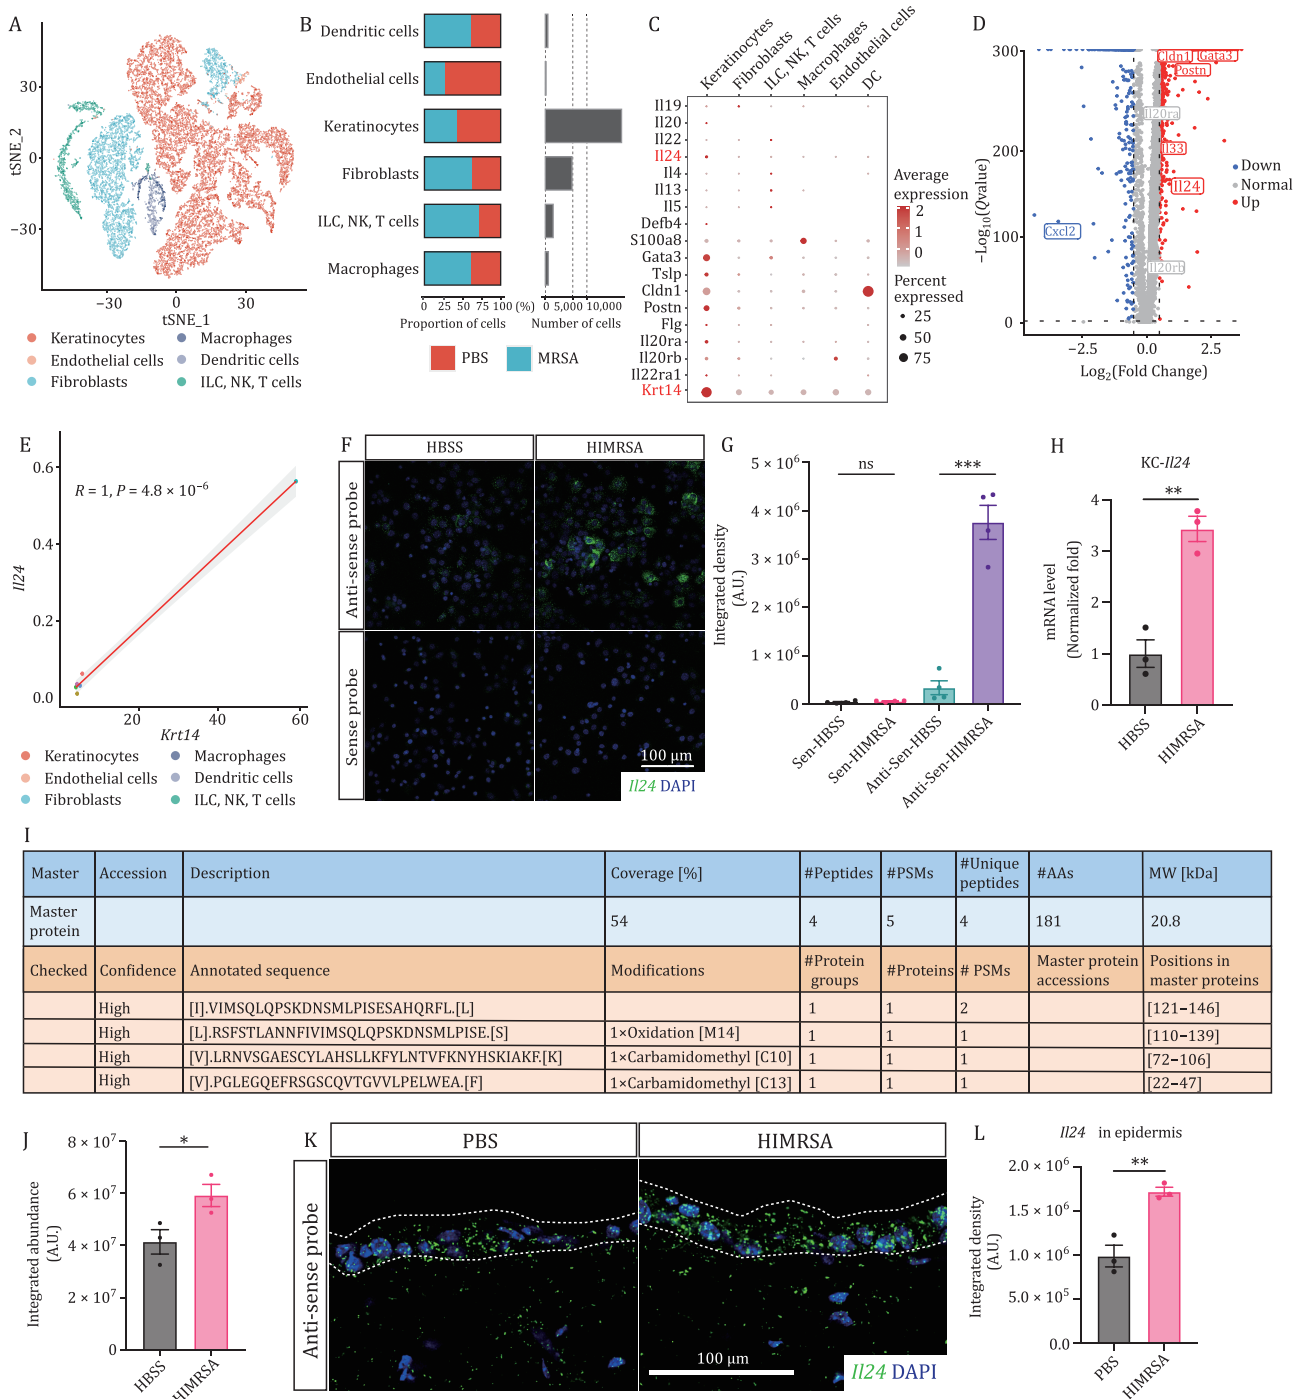 A
tSNE_2
30
0
−30
−30
0
30
tSNE_1
Keratinocytes
Endothelial cells
Fibroblasts
Macrophages
Dendritic cells
ILC, NK, T cells
B
Dendritic cells
Endothelial cells
Keratinocytes
Fibroblasts
ILC, NK, T cells
Macrophages
0 25 50 75 100 (%)
Proportion of cells
0 5,000 10,000
Number of cells
PBS
MRSA
C
Keratinocytes
Fibroblasts
ILC, NK, T cells
Macrophages
Endothelial cells
DC
Il19
Il20
Il22
Il24
Il4
Il13
Il5
Defb4
S100a8
Gata3
Tslp
Cldn1
Postn
Flg
Il20ra
Il20rb
Il22ra1
Krt14
Average
expression
2
1
0
Percent
expressed
25
50
75
D
−Log10(Qvalue)
300
200
100
0
−2.5 0.0 2.5
Log2(Fold Change)
Cldn1
Gata3
Postn
Il20ra
Il33
Il24
Cxcl2
Il20rb
Down
Normal
Up
E
Il24
0.6
0.4
0.2
0.0
R = 1, P = 4.8 × 10−6
20 40 60
Krt14
Keratinocytes
Endothelial cells
Fibroblasts
Macrophages
Dendritic cells
ILC, NK, T cells
F
HBSS
HIMRSA
Anti-sense probe
Sense probe
100 μm
Il24 DAPI
G
Integrated density
(A.U.)
5 × 10⁶
4 × 10⁶
3 × 10⁶
2 × 10⁶
1 × 10⁶
0
ns
***
Sen-HBSS
Sen-HIMRSA
Anti-Sen-HBSS
Anti-Sen-HIMRSA
H
KC-Il24
mRNA level
(Normalized fold)
4
3
2
1
0
**
HBSS
HIMRSA
I
Master Accession Description Coverage [%] #Peptides #PSMs #Unique peptides #AAs MW [kDa]
Master protein 54 4 5 4 181 20.8
Checked Confidence Annotated sequence Modifications #Protein groups #Proteins # PSMs Master protein accessions Positions in master proteins
High [I].VIMSQLQPSKDNSMLPISESAHQRFL.[L] 1 1 2 [121−146]
High [L].RSFSTLANNFIVIMSQLQPSKDNSMLPISE.[S] 1×Oxidation [M14] 1 1 1 [110−139]
High [V].LRNVSGAESCYLAHSLLKFYLNTVFKNYHSKIAKF.[K] 1×Carbamidomethyl [C10] 1 1 1 [72−106]
High [V].PGLEGQEFRSGSCQVTGVVLPELWEA.[F] 1×Carbamidomethyl [C13] 1 1 1 [22−47]
J
Integrated abundance
(A.U.)
8 × 10⁷
6 × 10⁷
4 × 10⁷
2 × 10⁷
0
*
HBSS
HIMRSA
K
PBS
HIMRSA
Anti-sense probe
100 μm
Il24 DAPI
L
Il24 in epidermis
Integrated density
(A.U.)
2.0 × 10⁶
1.5 × 10⁶
1.0 × 10⁶
5.0 × 10⁵
0
**
PBS
HIMRSA